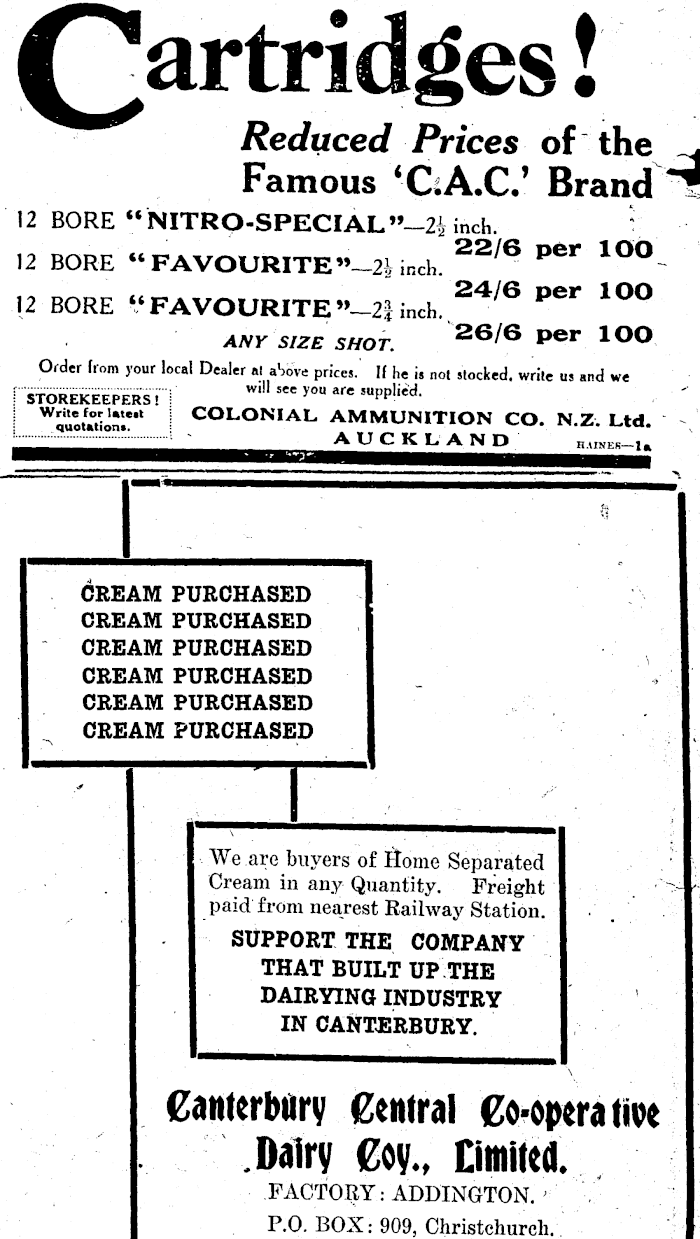 Cartridges!
Reduced Prices of the
Famous ‘C.A.C.’ Brand
12 BORE “NITRO-SPECIAL”—2½ inch.
22/6 per 100
12 BORE “FAVOURITE”—2½ inch.
24/6 per 100
12 BORE “FAVOURITE”—2¾ inch.
26/6 per 100
ANY SIZE SHOT.
Order from your local Dealer at above prices. If he is not stocked, write us and we
will see you are supplied.
STOREKEEPERS!
Write for latest
quotations.
COLONIAL AMMUNITION CO. N.Z. Ltd.
AUCKLAND
HAINES—1a
CREAM PURCHASED
CREAM PURCHASED
CREAM PURCHASED
CREAM PURCHASED
CREAM PURCHASED
CREAM PURCHASED
We are buyers of Home Separated
Cream in any Quantity. Freight
paid from nearest Railway Station.
SUPPORT THE COMPANY
THAT BUILT UP THE
DAIRYING INDUSTRY
IN CANTERBURY.
Canterbury Central Co-operative
Dairy Coy., Limited.
FACTORY: ADDINGTON.
P.O. BOX: 909, Christchurch.